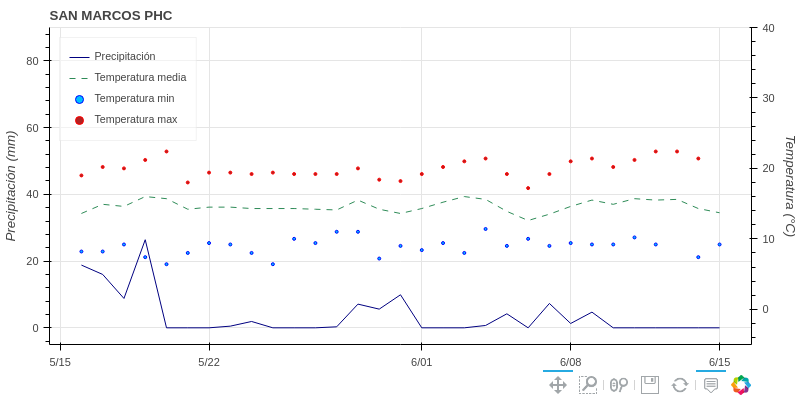 SAN MARCOS PHC
Precipitación
Temperatura media
Temperatura min
Temperatura max
Precipitación (mm)
80
60
40
20
0
40
30
20
10
0
Temperatura (°C)
5/15
5/22
6/01
6/08
6/15